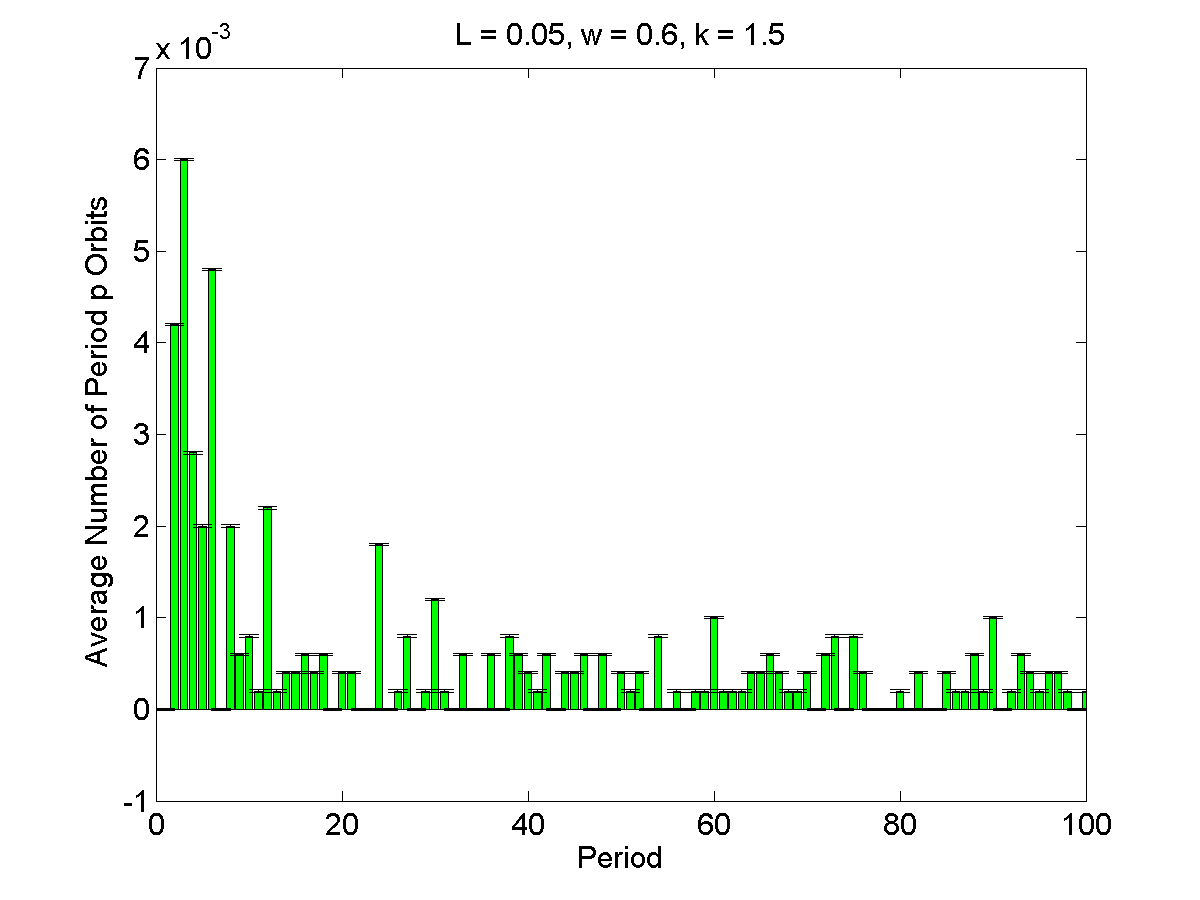 L = 0.05, w = 0.6, k = 1.5
x 10^-3
7
6
5
4
3
2
1
0
-1
Average Number of Period p Orbits
0 20 40 60 80 100
Period